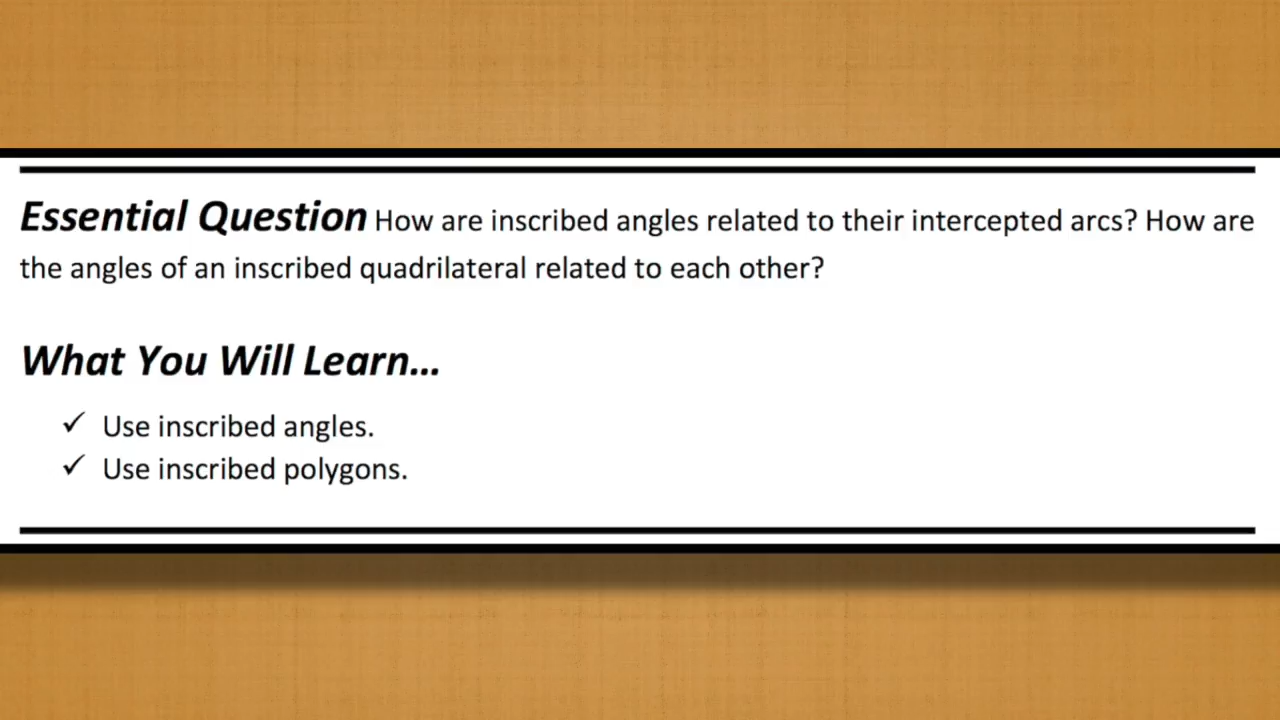 Essential Question How are inscribed angles related to their intercepted arcs? How are
the angles of an inscribed quadrilateral related to each other?
What You Will Learn...
✓ Use inscribed angles.
✓ Use inscribed polygons.